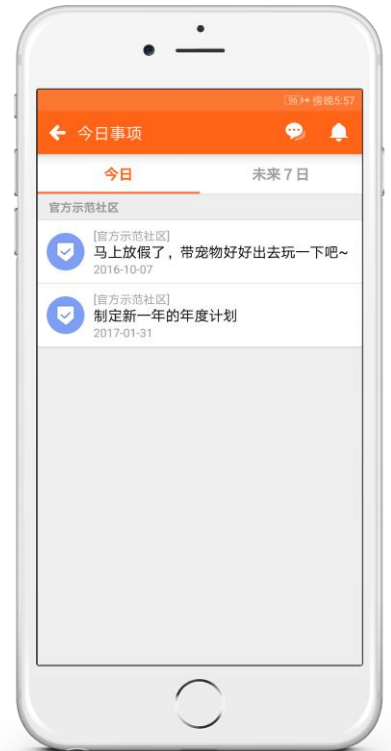 96 傍晚5:57
今日事项
今日 未来7日
官方示范社区
[官方示范社区]
马上放假了，带宠物好好出去玩一下吧~
2016-10-07
[官方示范社区]
制定新一年的年度计划
2017-01-31